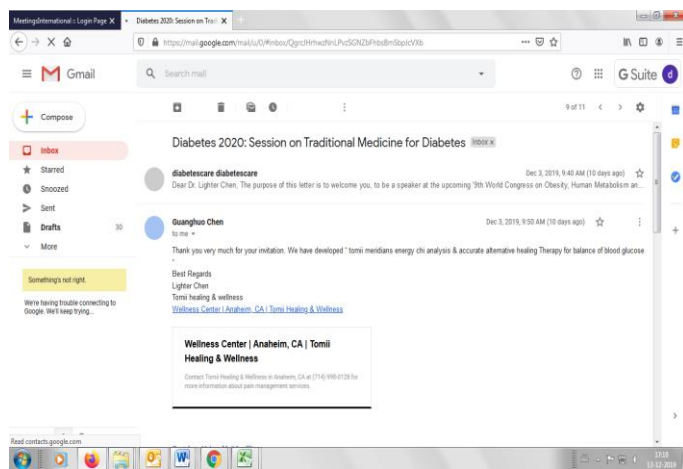 MeetingsInternational :: Login Page
Diabetes 2020: Session on Trad
https://mail.google.com/mail/u/0/#inbox/
Gmail
Search mail
G Suite
d
Compose
9 of 11
Inbox
Starred
Snoozed
Sent
Drafts 30
More
Something's not right.
We're having trouble connecting to
Google. We'll keep trying...
Diabetes 2020: Session on Traditional Medicine for Diabetes Inbox x
diabetescare diabetescare Dec 3, 2019, 9:40 AM (10 days ago)
Dear Dr. Lighter Chen, The purpose of this letter is to welcome you, to be a speaker at the upcoming '5th World Congress on Obesity, Human Metabolism an...
Guanghuo Chen Dec 3, 2019, 9:50 AM (10 days ago)
to me
Thank you very much for your invitation. We have developed " tomii meridians energy chi analysis & accurate alternative healing Therapy for balance of blood glucose
"
Best Regards
Lighter Chen
Tomii healing & wellness
Wellness Center | Anaheim, CA | Tomii Healing & Wellness
Wellness Center | Anaheim, CA | Tomii
Healing & Wellness
Contact Tomii Healing & Wellness in Anaheim, CA at (714) 998-0128 for
more information about pain management services.
Read contacts.google.com
17:19
13-12-2019